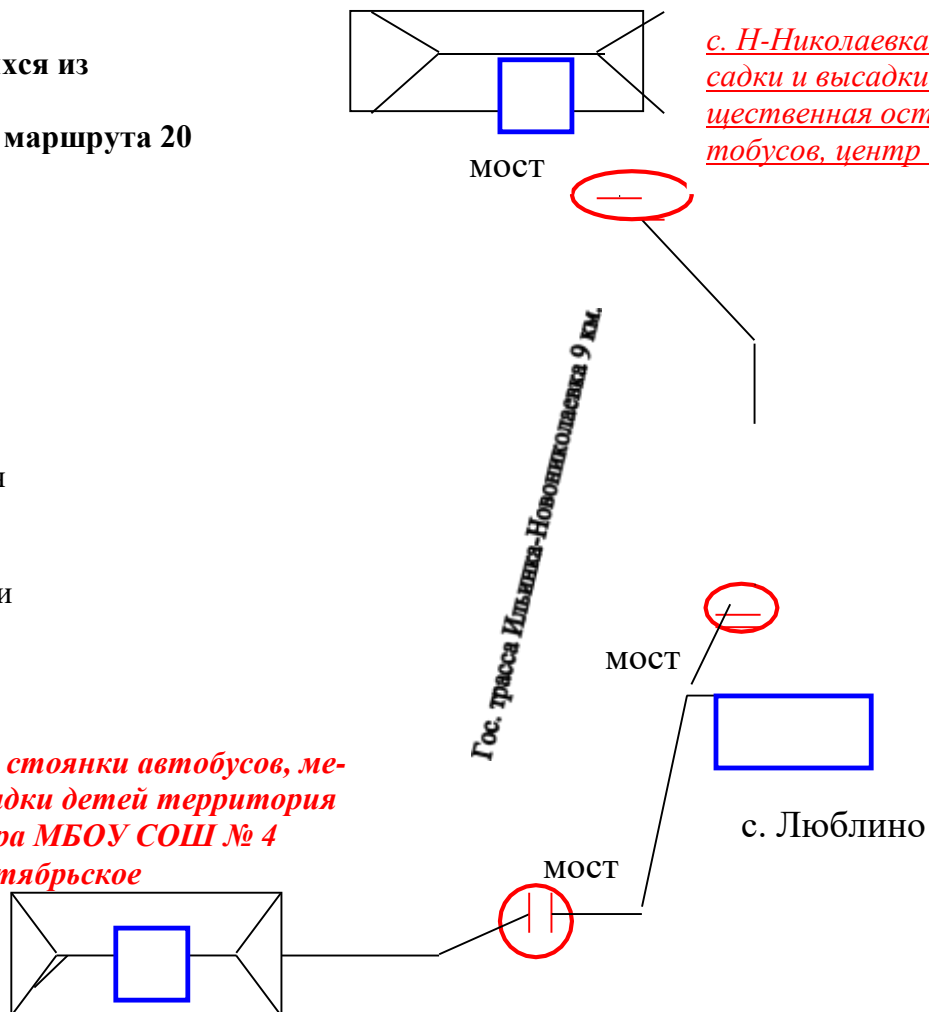 хся из
маршрута 20
с. Н-Николаевка
садки и высадки
щественная ост
тобусов, центр
мост
Гос. трасса Ильинка-Новониколаевка 9 км.
я
и
мост
стоянки автобусов, ме-
дки детей территория
ра МБОУ СОШ № 4
тябрьское
с. Люблино
мост